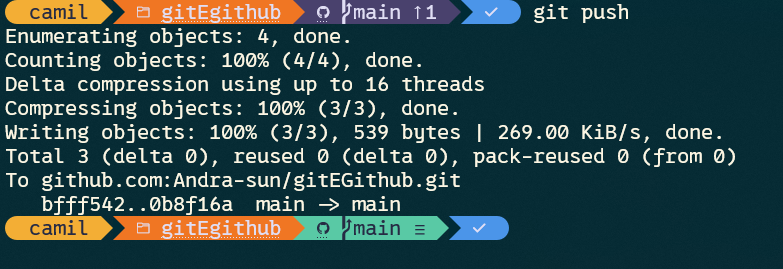 camil gitEgithub main ↑1 ✓ git push
Enumerating objects: 4, done.
Counting objects: 100% (4/4), done.
Delta compression using up to 16 threads
Compressing objects: 100% (3/3), done.
Writing objects: 100% (3/3), 539 bytes | 269.00 KiB/s, done.
Total 3 (delta 0), reused 0 (delta 0), pack-reused 0 (from 0)
To github.com:Andra-sun/gitEGithub.git
   bfff542..0b8f16a  main -> main
camil gitEgithub main ≡ ✓